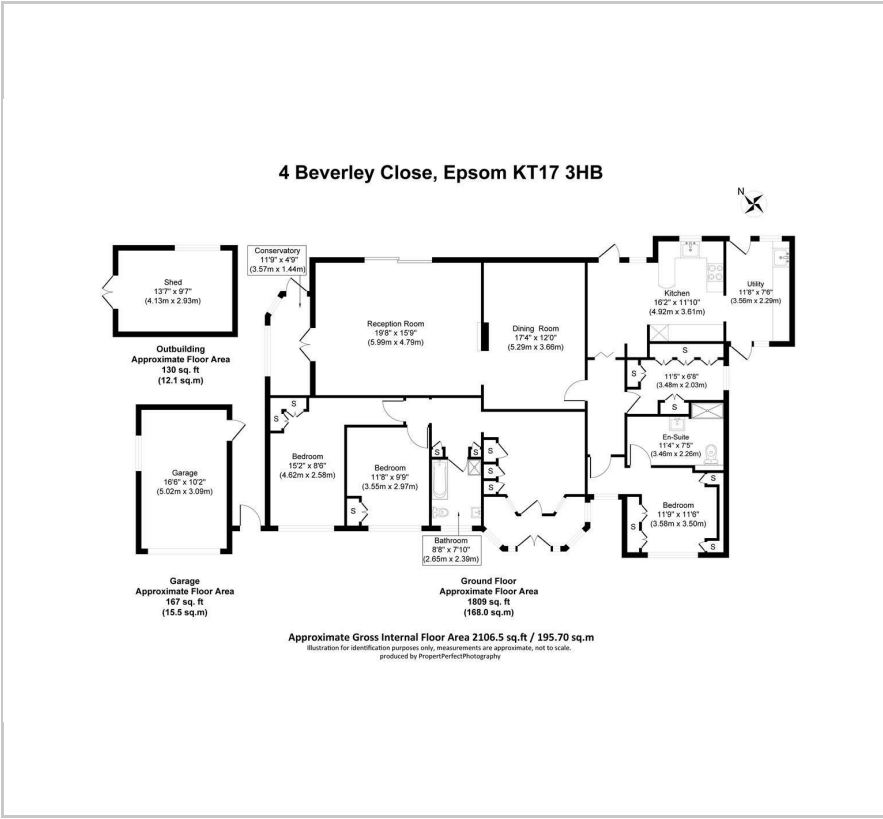 4 Beverley Close, Epsom KT17 3HB
N
Conservatory
11'9" x 4'9"
(3.57m x 1.44m)
Shed
13'7" x 9'7"
(4.13m x 2.93m)
Outbuilding
Approximate Floor Area
130 sq. ft
(12.1 sq.m)
Reception Room
19'8" x 15'9"
(5.99m x 4.79m)
Dining Room
17'4" x 12'0"
(5.29m x 3.66m)
Kitchen
16'2" x 11'10"
(4.92m x 3.61m)
Utility
11'8" x 7'6"
(3.56m x 2.29m)
S
S
11'5" x 6'8"
(3.48m x 2.03m)
S
En-Suite
11'4" x 7'5"
(3.46m x 2.26m)
S
S
Bedroom
15'2" x 8'6"
(4.62m x 2.58m)
Bedroom
11'8" x 9'9"
(3.55m x 2.97m)
S
S
S
S
S
S
Bathroom
8'8" x 7'10"
(2.65m x 2.39m)
S
Bedroom
11'9" x 11'6"
(3.58m x 3.50m)
S
S
Garage
16'6" x 10'2"
(5.02m x 3.09m)
Garage
Approximate Floor Area
167 sq. ft
(15.5 sq.m)
Ground Floor
Approximate Floor Area
1809 sq. ft
(168.0 sq.m)
Approximate Gross Internal Floor Area 2106.5 sq.ft / 195.70 sq.m
Illustration for identification purposes only, measurements are approximate, not to scale.
produced by PropertPerfectPhotography